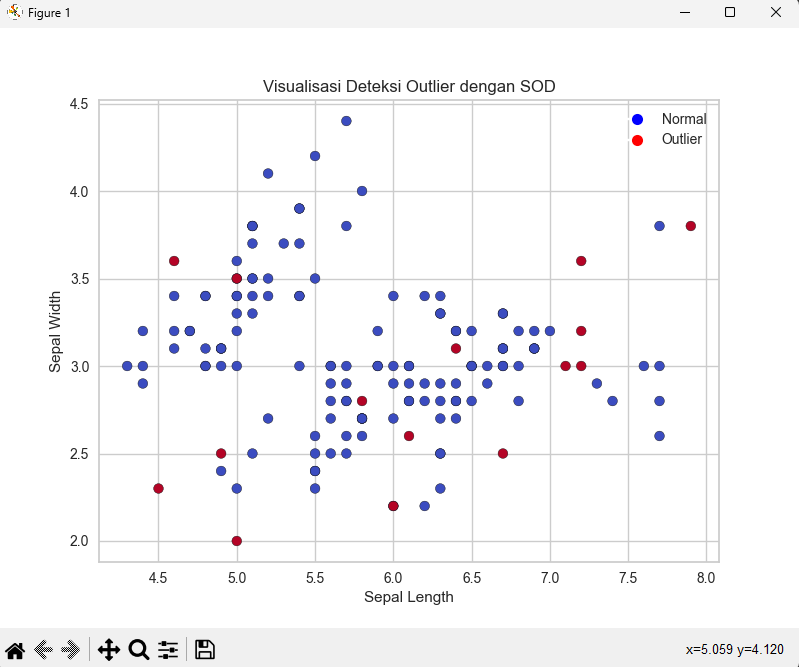 Figure 1
Visualisasi Deteksi Outlier dengan SOD
4.5
Normal
Outlier
4.0
3.5
3.0
2.5
2.0
Sepal Width
4.5 5.0 5.5 6.0 6.5 7.0 7.5 8.0
Sepal Length
x=5.059 y=4.120